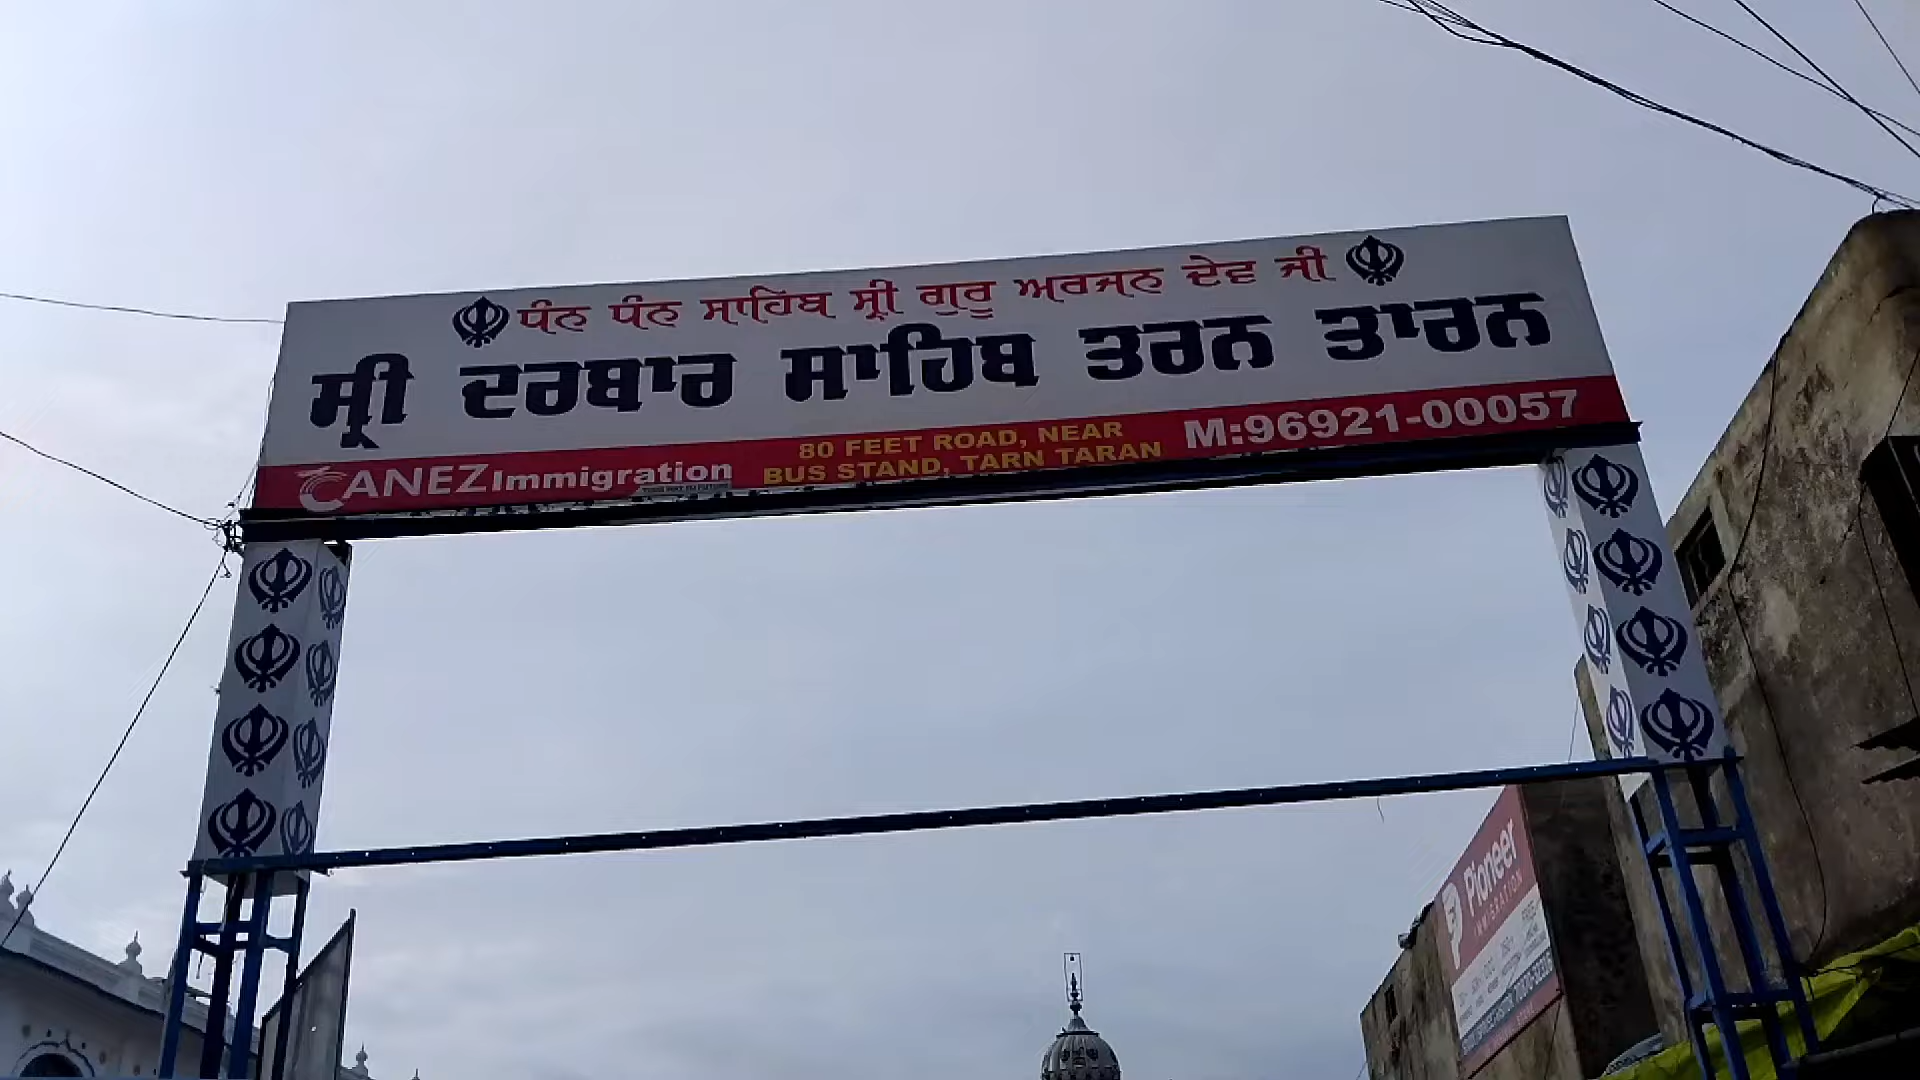 ਧੰਨ ਧੰਨ ਸਾਹਿਬ ਸ੍ਰੀ ਗੁਰੂ ਅਰਜਨ ਦੇਵ ਜੀ
ਸ੍ਰੀ ਦਰਬਾਰ ਸਾਹਿਬ ਤਰਨ ਤਾਰਨ
CANEZ Immigration
80 FEET ROAD, NEAR
BUS STAND, TARN TARAN
M:96921-00057
Pioneer
IMMIGRATION